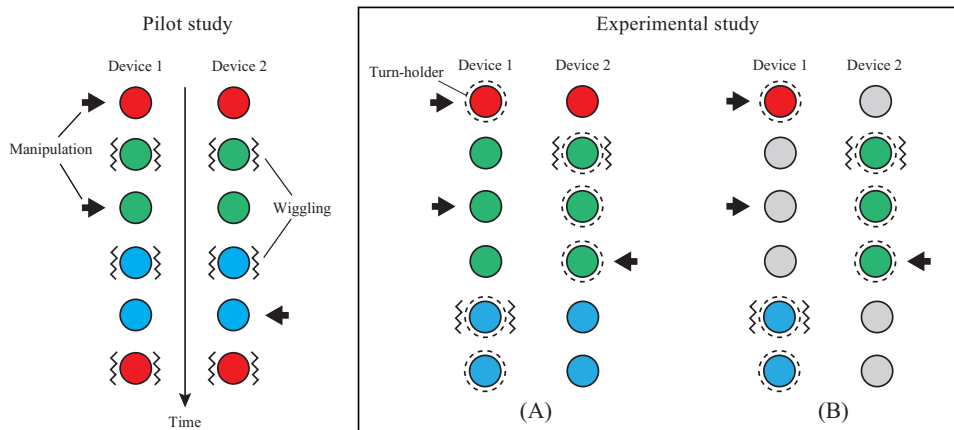 Pilot study
Device 1
Device 2
Manipulation
Wiggling
Time
Experimental study
Device 1
Device 2
Turn-holder
Device 1
Device 2
(A)
(B)